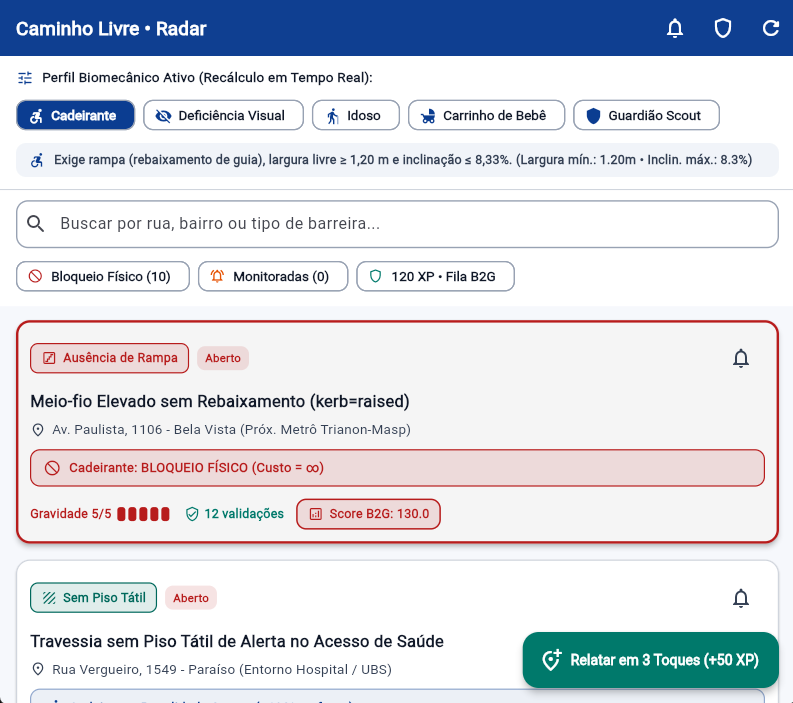 Caminho Livre • Radar
Perfil Biomecânico Ativo (Recálculo em Tempo Real):
Cadeirante Deficiência Visual Idoso Carrinho de Bebê Guardião Scout
Exige rampa (rebaixamento de guia), largura livre ≥ 1,20 m e inclinação ≤ 8,33%. (Largura mín.: 1.20m • Inclin. máx.: 8.3%)
Buscar por rua, bairro ou tipo de barreira...
Bloqueio Físico (10) Monitoradas (0) 120 XP • Fila B2G
Ausência de Rampa Aberto
Meio-fio Elevado sem Rebaixamento (kerb=raised)
Av. Paulista, 1106 - Bela Vista (Próx. Metrô Trianon-Masp)
Cadeirante: BLOQUEIO FÍSICO (Custo = ∞)
Gravidade 5/5 12 validações Score B2G: 130.0
Sem Piso Tátil Aberto
Travessia sem Piso Tátil de Alerta no Acesso de Saúde
Rua Vergueiro, 1549 - Paraíso (Entorno Hospital / UBS)
Relatar em 3 Toques (+50 XP)